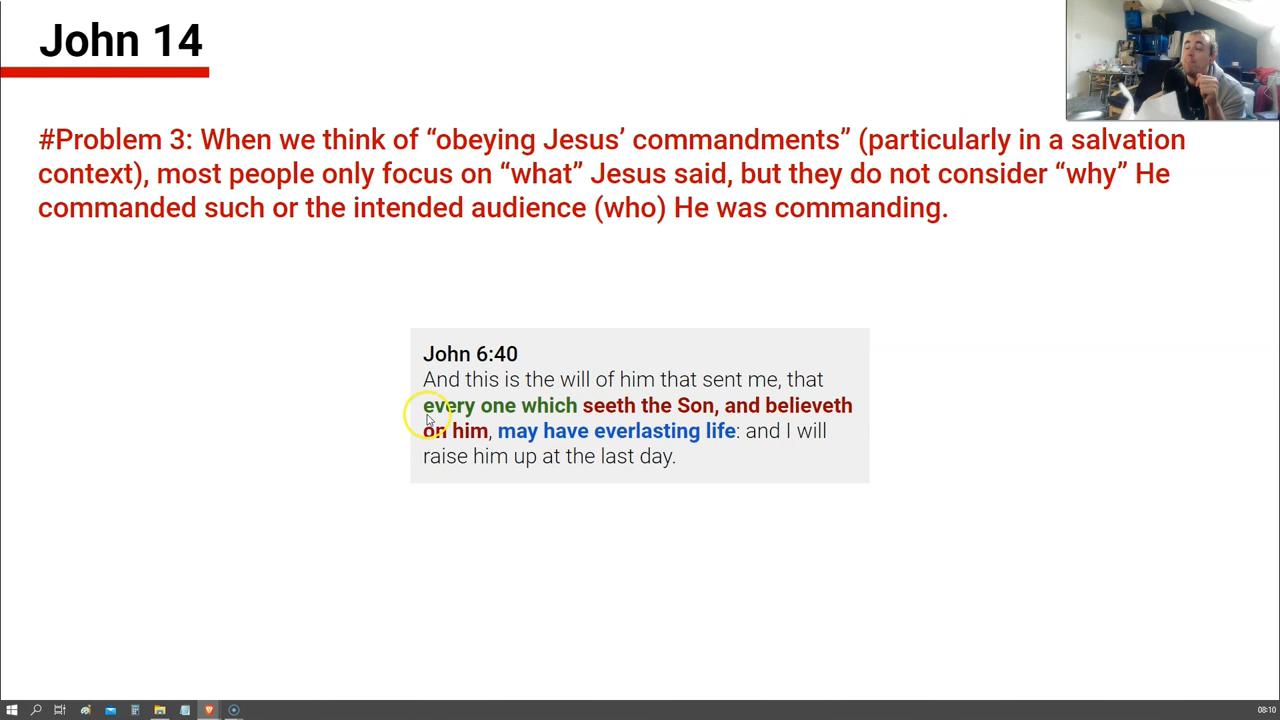 John 14
#Problem 3: When we think of “obeying Jesus’ commandments” (particularly in a salvation
context), most people only focus on “what” Jesus said, but they do not consider “why” He
commanded such or the intended audience (who) He was commanding.
John 6:40
And this is the will of him that sent me, that
every one which seeth the Son, and believeth
on him, may have everlasting life: and I will
raise him up at the last day.
08:10